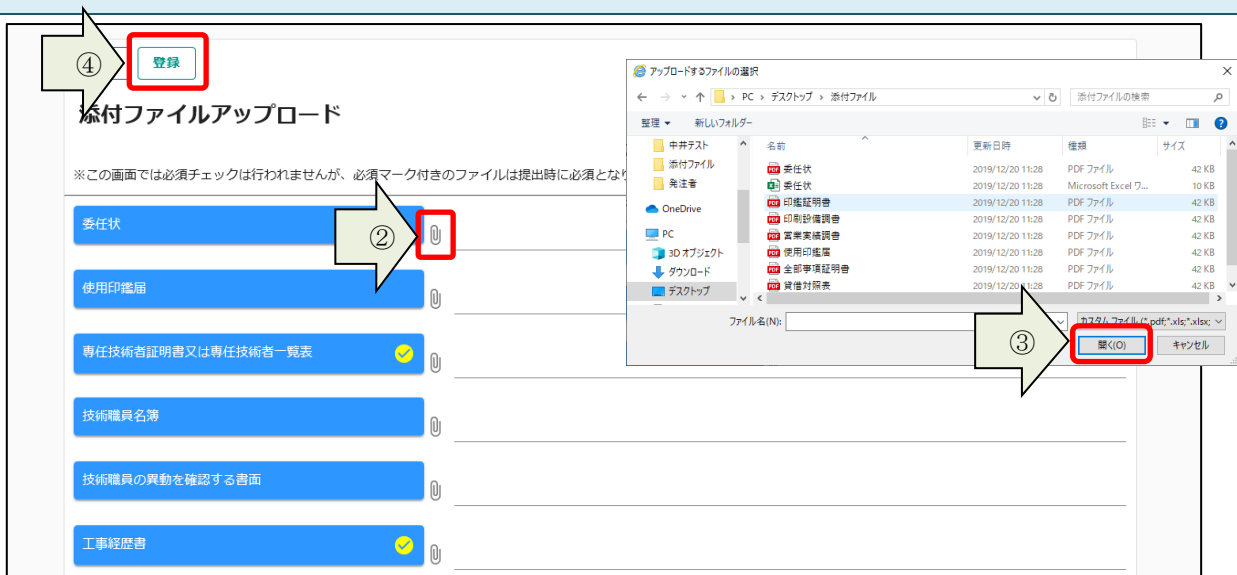 ④
登録
添付ファイルアップロード
※この画面では必須チェックは行われませんが、必須マーク付きのファイルは提出時に必須とな
委任状
②
使用印鑑届
専任技術者証明書又は専任技術者一覧表
技術職員名簿
技術職員の異動を確認する書面
工事経歴書
アップロードするファイルの選択
PC › デスクトップ › 添付ファイル
添付ファイルの検索
整理 新しいフォルダー
中井テスト
添付ファイル
発注者
OneDrive
PC
3D オブジェクト
ダウンロード
デスクトップ
名前 更新日時 種類 サイズ
委任状 2019/12/20 11:28 PDF ファイル 42 KB
委任状 2019/12/20 11:28 Microsoft Excel ワ... 10 KB
印鑑証明書 2019/12/20 11:28 PDF ファイル 42 KB
印刷設備調書 2019/12/20 11:28 PDF ファイル 42 KB
営業実績調書 2019/12/20 11:28 PDF ファイル 42 KB
使用印鑑届 2019/12/20 11:28 PDF ファイル 42 KB
全部事項証明書 2019/12/20 11:28 PDF ファイル 42 KB
貸借対照表 2019/12/20 11:28 PDF ファイル 42 KB
ファイル名(N):
カスタム ファイル (*.pdf;*.xls;*.xlsx;
③
開く(O)
キャンセル